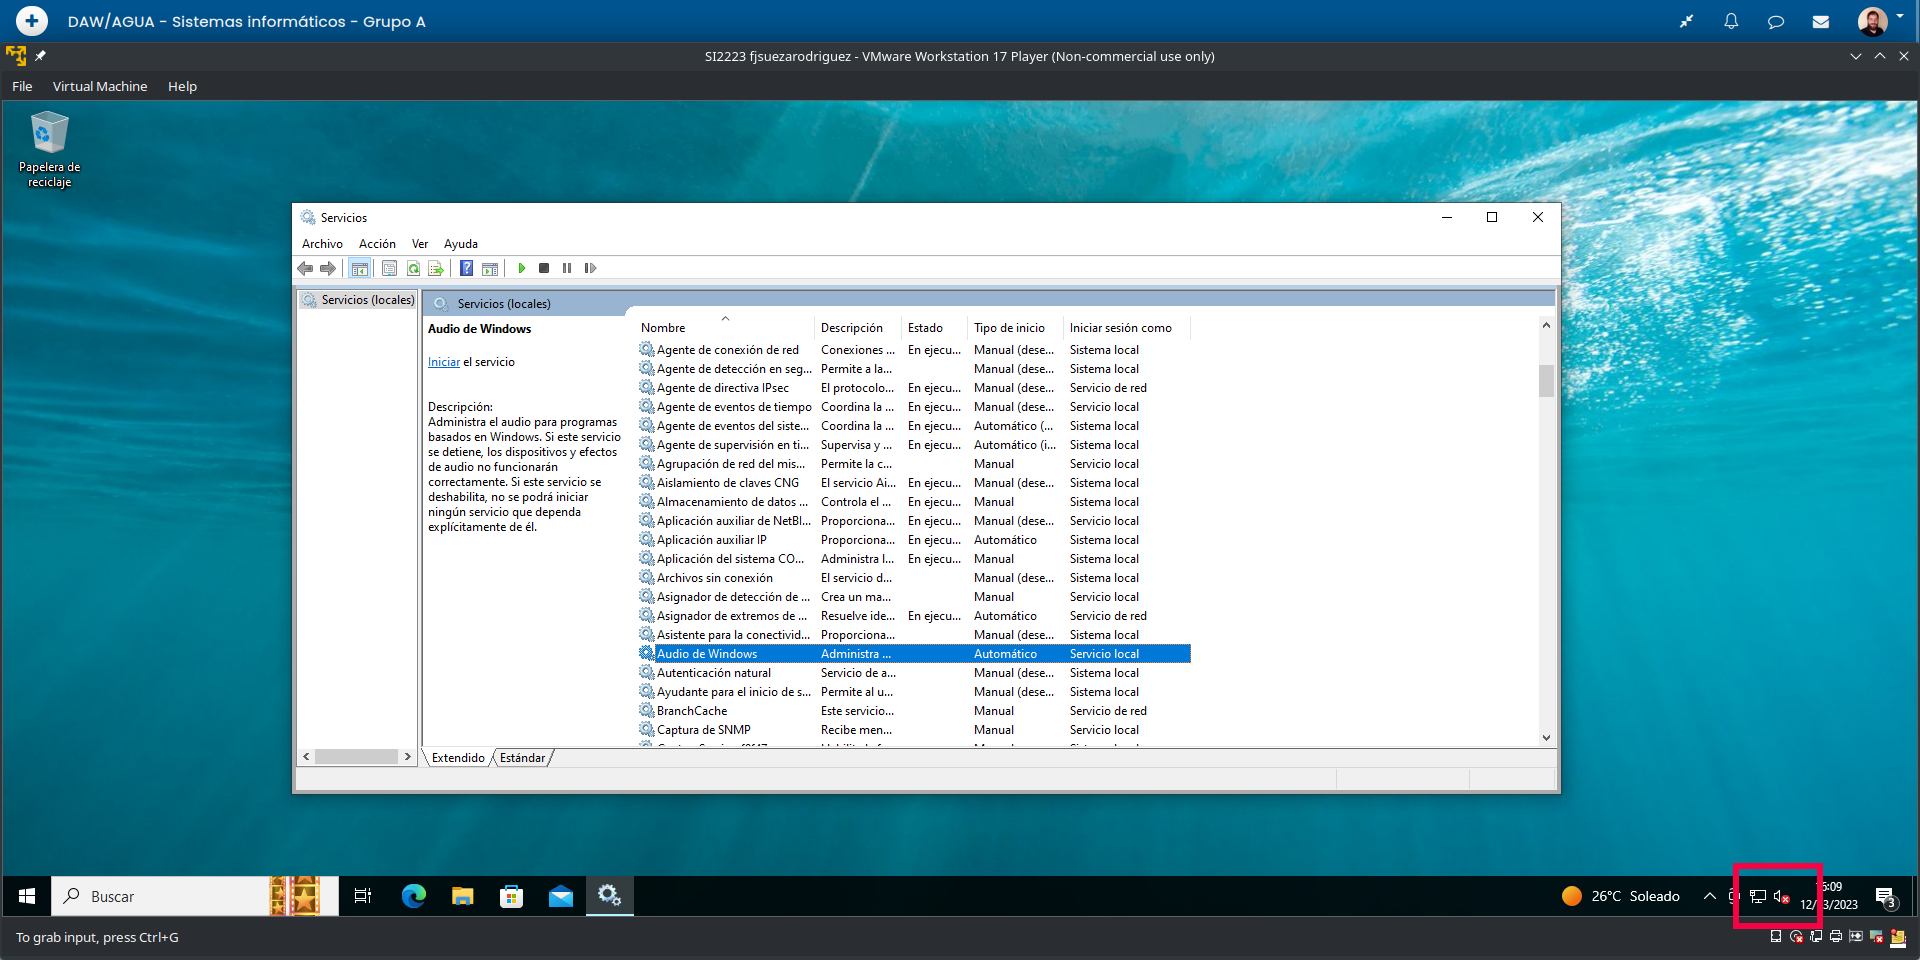 DAW/AGUA - Sistemas informáticos - Grupo A
SI2223 fjsuezarodriguez - VMware Workstation 17 Player (Non-commercial use only)
File Virtual Machine Help
Papelera de
reciclaje
Servicios
Archivo Acción Ver Ayuda
Servicios (locales)
Servicios (locales)
Audio de Windows
Iniciar el servicio
Descripción:
Administra el audio para programas
basados en Windows. Si este servicio
se detiene, los dispositivos y efectos
de audio no funcionarán
correctamente. Si este servicio se
deshabilita, no se podrá iniciar
ningún servicio que dependa
explícitamente de él.
Nombre Descripción Estado Tipo de inicio Iniciar sesión como
Agente de conexión de red Conexiones ... En ejecu... Manual (dese... Sistema local
Agente de detección en seg... Permite a la... Manual (dese... Sistema local
Agente de directiva IPsec El protocolo... En ejecu... Manual (dese... Servicio de red
Agente de eventos de tiempo Coordina la ... En ejecu... Manual (dese... Servicio local
Agente de eventos del siste... Coordina la ... En ejecu... Automático (... Sistema local
Agente de supervisión en ti... Supervisa y ... En ejecu... Automático (i... Sistema local
Agrupación de red del mis... Permite la c... Manual Servicio local
Aislamiento de claves CNG El servicio Ai... En ejecu... Manual (dese... Sistema local
Almacenamiento de datos ... Controla el ... En ejecu... Manual Sistema local
Aplicación auxiliar de NetBI... Proporciona... En ejecu... Manual (dese... Servicio local
Aplicación auxiliar IP Proporciona... En ejecu... Automático Sistema local
Aplicación del sistema CO... Administra l... En ejecu... Manual Sistema local
Archivos sin conexión El servicio d... Manual (dese... Sistema local
Asignador de detección de ... Crea un ma... Manual Servicio local
Asignador de extremos de ... Resuelve ide... En ejecu... Automático Servicio de red
Asistente para la conectivid... Proporciona... Manual (dese... Sistema local
Audio de Windows Administra ... Automático Servicio local
Autenticación natural Servicio de a... Manual (dese... Sistema local
Ayudante para el inicio de s... Permite al u... Manual (dese... Sistema local
BranchCache Este servicio... Manual Servicio de red
Captura de SNMP Recibe men... Manual Servicio local
Extendido Estándar
Buscar
26°C Soleado
3
To grab input, press Ctrl+G